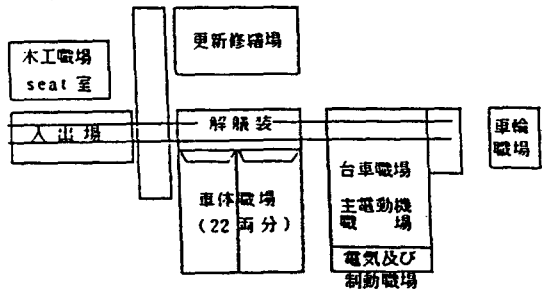 更新修繕場
木工職場
seat 室
入出場
解艤装
車輪
職場
台車職場
車体職場
(22両分)
主電動機
職場
電気及び
制動職場